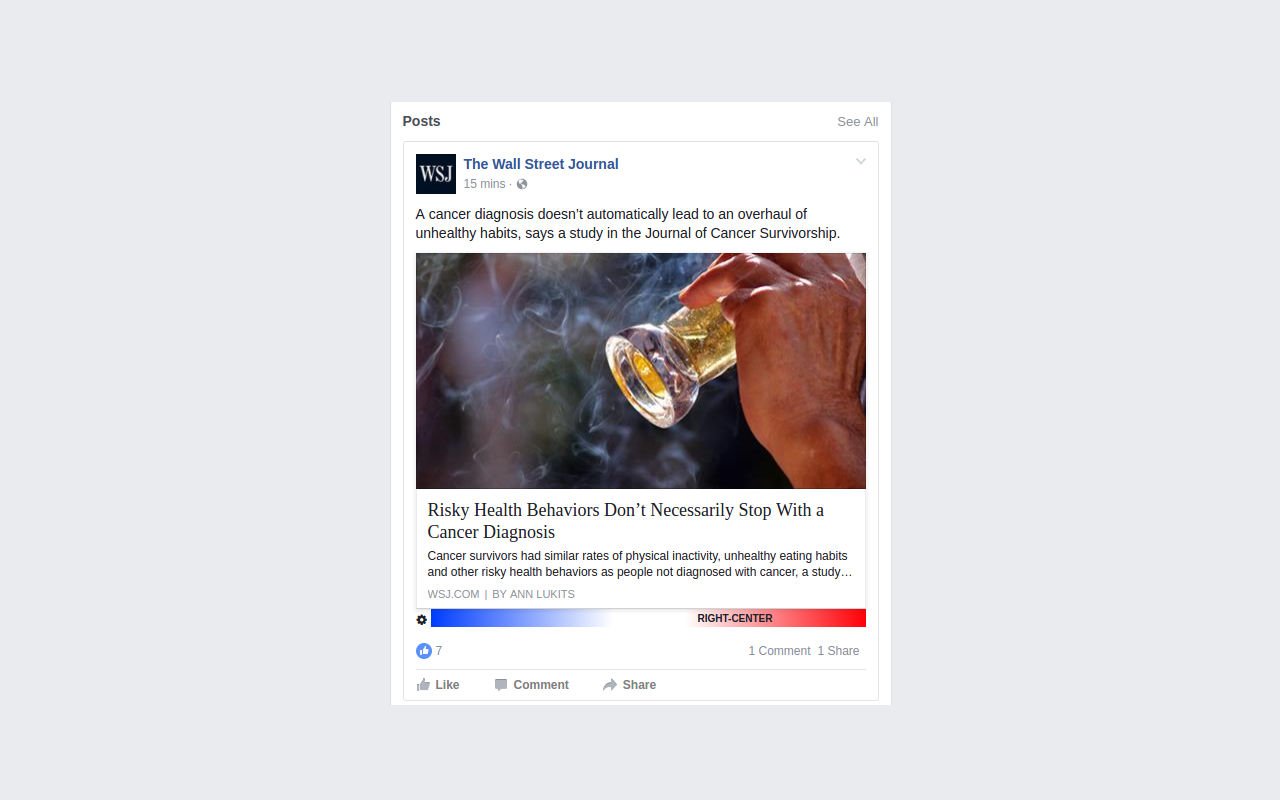 Posts
See All
WSJ
The Wall Street Journal
15 mins ·
A cancer diagnosis doesn’t automatically lead to an overhaul of
unhealthy habits, says a study in the Journal of Cancer Survivorship.
Risky Health Behaviors Don’t Necessarily Stop With a
Cancer Diagnosis
Cancer survivors had similar rates of physical inactivity, unhealthy eating habits
and other risky health behaviors as people not diagnosed with cancer, a study…
WSJ.COM | BY ANN LUKITS
RIGHT-CENTER
7
1 Comment 1 Share
Like Comment Share